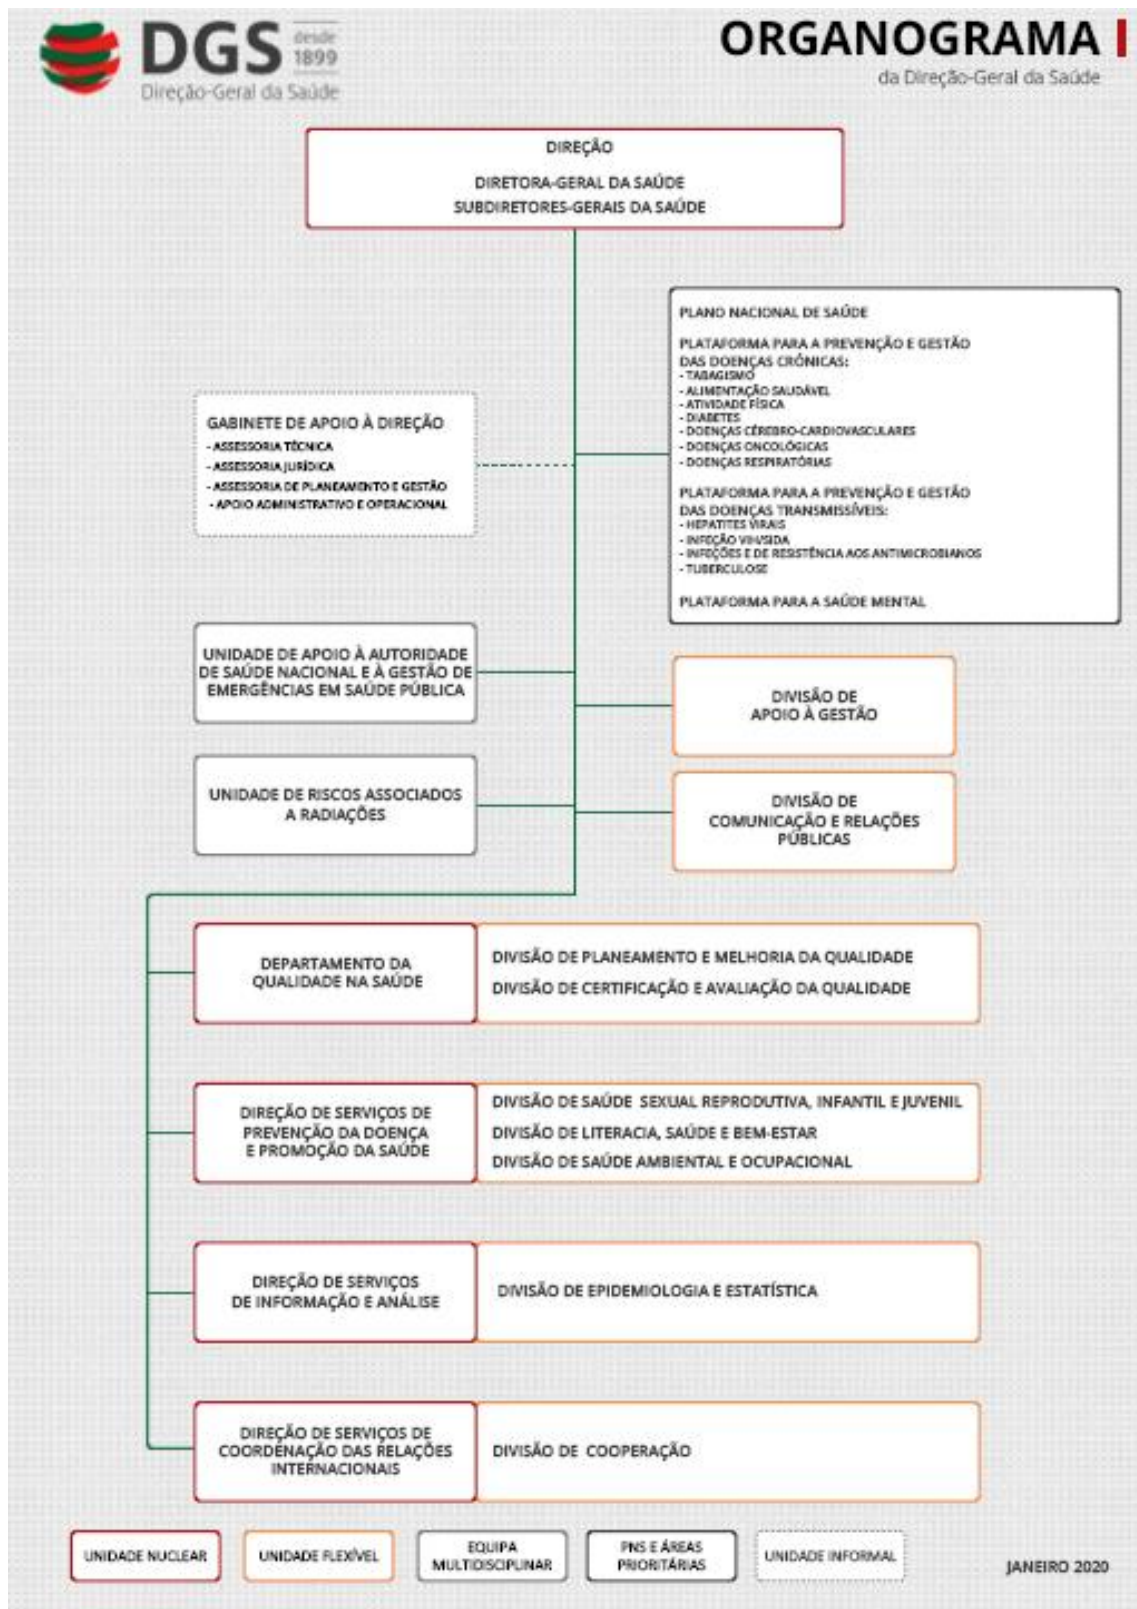 DGS desde
1899
Direção-Geral da Saúde
ORGANOGRAMA
da Direção-Geral da Saúde
DIREÇÃO
DIRETORA-GERAL DA SAÚDE
SUBDIRETORES-GERAIS DA SAÚDE
PLANO NACIONAL DE SAÚDE
PLATAFORMA PARA A PREVENÇÃO E GESTÃO
DAS DOENÇAS CRÓNICAS:
- TABAGISMO
- ALIMENTAÇÃO SAUDÁVEL
- ATIVIDADE FÍSICA
- DIABETES
- DOENÇAS CÉREBRO-CARDIOVASCULARES
- DOENÇAS ONCOLÓGICAS
- DOENÇAS RESPIRATÓRIAS
PLATAFORMA PARA A PREVENÇÃO E GESTÃO
DAS DOENÇAS TRANSMISSÍVEIS:
- HEPATITES VIRAIS
- INFEÇÃO VIH/SIDA
- INFEÇÕES E DE RESISTÊNCIA AOS ANTIMICROBIANOS
- TUBERCULOSE
PLATAFORMA PARA A SAÚDE MENTAL
GABINETE DE APOIO À DIREÇÃO
- ASSESSORIA TÉCNICA
- ASSESSORIA JURÍDICA
- ASSESSORIA DE PLANEAMENTO E GESTÃO
- APOIO ADMINISTRATIVO E OPERACIONAL
UNIDADE DE APOIO À AUTORIDADE
DE SAÚDE NACIONAL E À GESTÃO DE
EMERGÊNCIAS EM SAÚDE PÚBLICA
DIVISÃO DE
APOIO À GESTÃO
UNIDADE DE RISCOS ASSOCIADOS
A RADIAÇÕES
DIVISÃO DE
COMUNICAÇÃO E RELAÇÕES
PÚBLICAS
DEPARTAMENTO DA
QUALIDADE NA SAÚDE
DIVISÃO DE PLANEAMENTO E MELHORIA DA QUALIDADE
DIVISÃO DE CERTIFICAÇÃO E AVALIAÇÃO DA QUALIDADE
DIREÇÃO DE SERVIÇOS DE
PREVENÇÃO DA DOENÇA
E PROMOÇÃO DA SAÚDE
DIVISÃO DE SAÚDE SEXUAL REPRODUTIVA, INFANTIL E JUVENIL
DIVISÃO DE LITERACIA, SAÚDE E BEM-ESTAR
DIVISÃO DE SAÚDE AMBIENTAL E OCUPACIONAL
DIREÇÃO DE SERVIÇOS
DE INFORMAÇÃO E ANÁLISE
DIVISÃO DE EPIDEMIOLOGIA E ESTATÍSTICA
DIREÇÃO DE SERVIÇOS DE
COORDENAÇÃO DAS RELAÇÕES
INTERNACIONAIS
DIVISÃO DE COOPERAÇÃO
UNIDADE NUCLEAR
UNIDADE FLEXÍVEL
EQUIPA
MULTIDISCIPLINAR
PNS E ÁREAS
PRIORITÁRIAS
UNIDADE INFORMAL
JANEIRO 2020